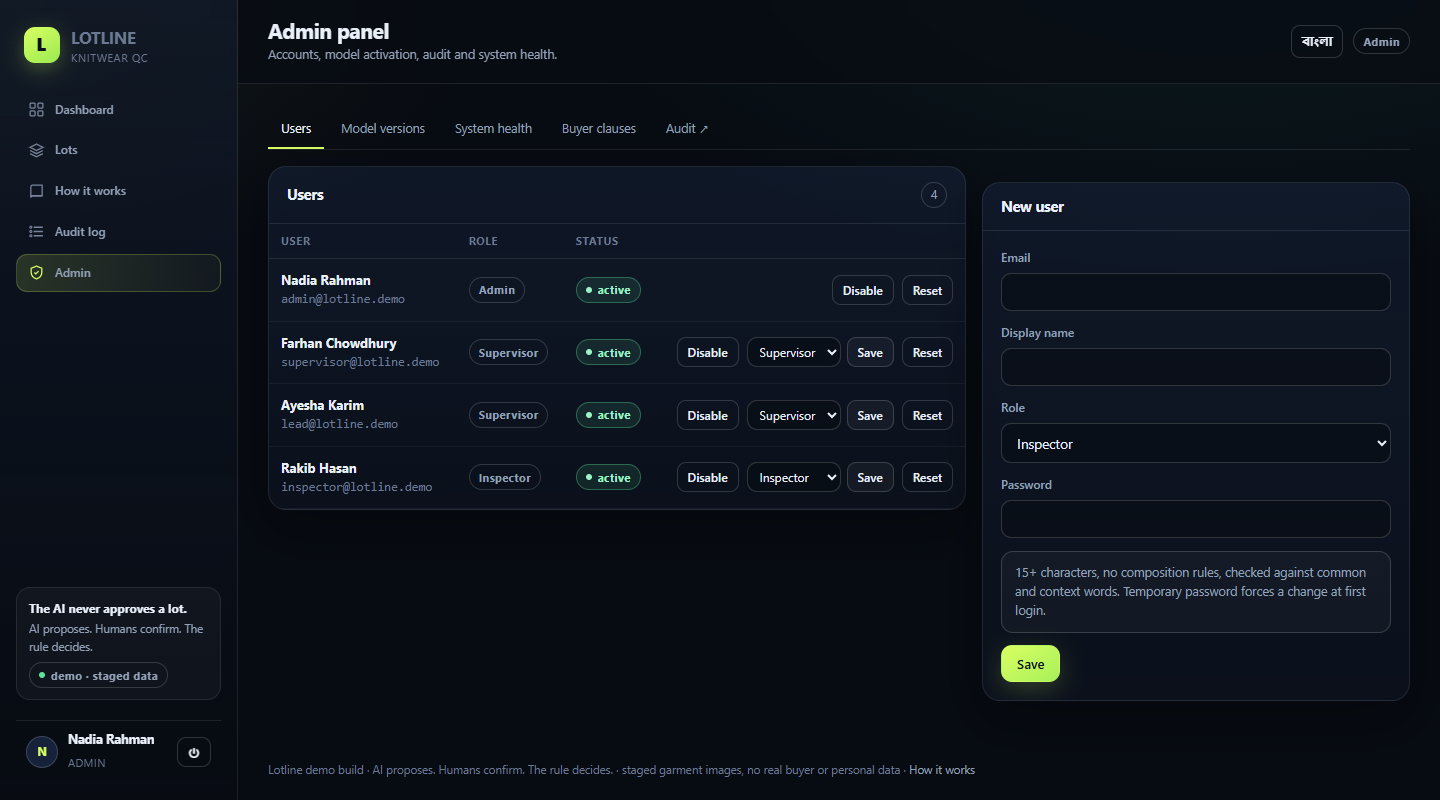 L
LOTLINE
KNITWEAR QC
Dashboard
Lots
How it works
Audit log
Admin
The AI never approves a lot.
AI proposes. Humans confirm. The
rule decides.
demo · staged data
N
Nadia Rahman
ADMIN
Admin panel
Accounts, model activation, audit and system health.
বাংলা
Admin
Users
Model versions
System health
Buyer clauses
Audit ↗
Users
4
USER ROLE STATUS
Nadia Rahman
admin@lotline.demo
Admin
active
Disable
Reset
Farhan Chowdhury
supervisor@lotline.demo
Supervisor
active
Disable
Supervisor
Save
Reset
Ayesha Karim
lead@lotline.demo
Supervisor
active
Disable
Supervisor
Save
Reset
Rakib Hasan
inspector@lotline.demo
Inspector
active
Disable
Inspector
Save
Reset
New user
Email
Display name
Role
Inspector
Password
15+ characters, no composition rules, checked against common
and context words. Temporary password forces a change at first
login.
Save
Lotline demo build · AI proposes. Humans confirm. The rule decides. · staged garment images, no real buyer or personal data · How it works